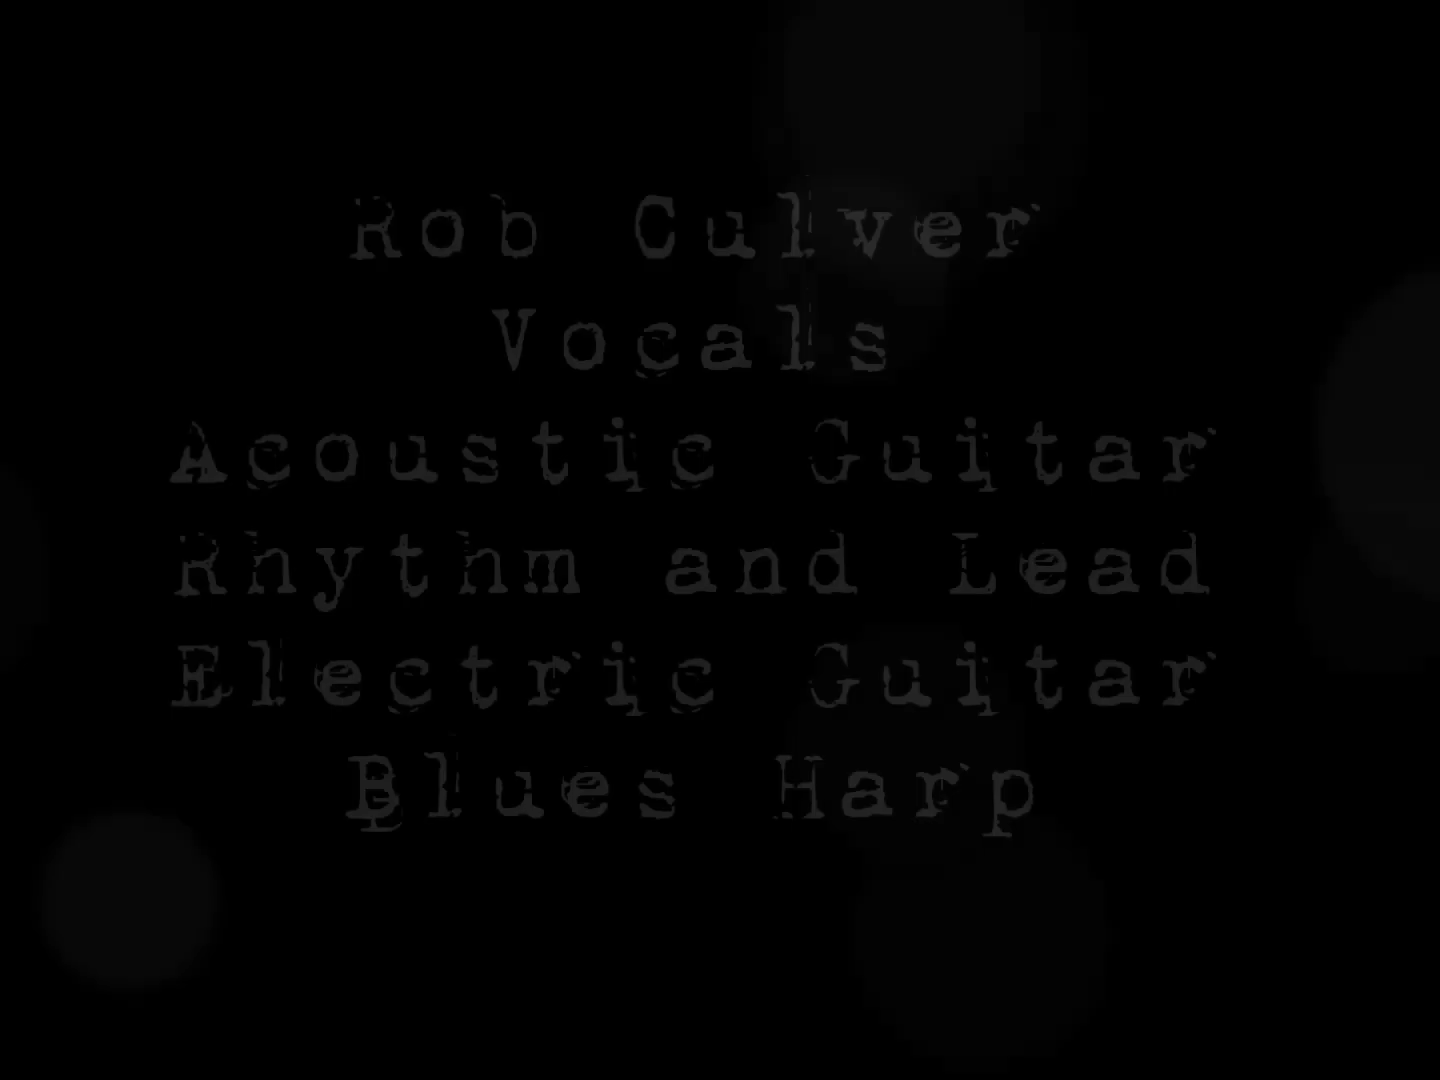 Rob Culver
Vocals
Acoustic Guitar
Rhythm and Lead
Electric Guitar
Blues Harp